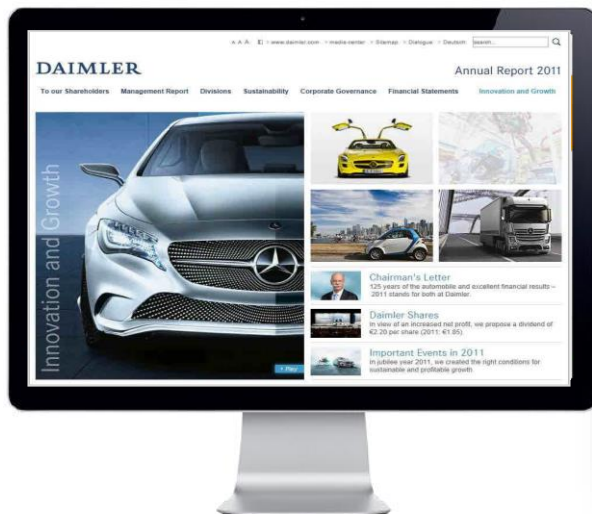 A A A www.daimler.com media-center Sitemap Dialogue Deutsch search...
DAIMLER
Annual Report 2011
To our Shareholders Management Report Divisions Sustainability Corporate Governance Financial Statements Innovation and Growth
Innovation and Growth
Chairman's Letter
125 years of the automobile and excellent financial results –
2011 stands for both at Daimler.
Daimler Shares
In view of an increased net profit, we propose a dividend of
€2.20 per share (2011: €1.85).
Important Events in 2011
In jubilee year 2011, we created the right conditions for
sustainable and profitable growth.
Play